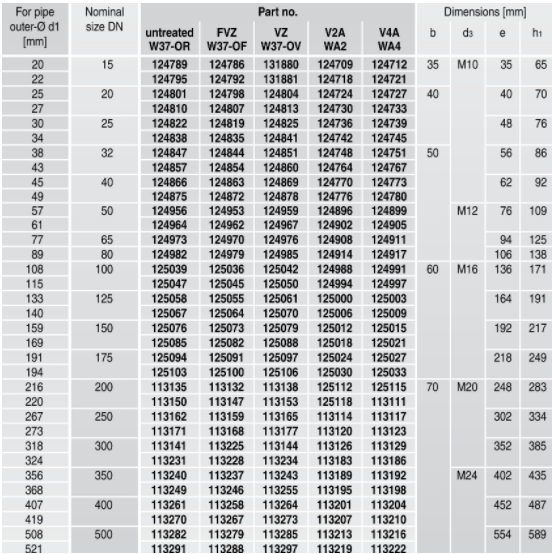 For pipe Nominal Part no. Dimensions [mm]
outer-Ø d1 size DN untreated FVZ VZ V2A V4A b d3 e h1
[mm] W37-OR W37-OF W37-OV WA2 WA4
20 15 124789 124786 131880 124709 124712 35 M10 35 65
22 124795 124792 131881 124718 124721
25 20 124801 124798 124804 124724 124727 40 40 70
27 124810 124807 124813 124730 124733
30 25 124822 124819 124825 124736 124739 48 76
34 124838 124835 124841 124742 124745
38 32 124847 124844 124851 124748 124751 50 56 86
43 124857 124854 124860 124764 124767
45 40 124866 124863 124869 124770 124773 62 92
49 124875 124872 124878 124776 124780
57 50 124956 124953 124959 124896 124899 M12 76 109
61 124964 124962 124967 124902 124905
77 65 124973 124970 124976 124908 124911 94 125
89 80 124982 124979 124985 124914 124917 106 138
108 100 125039 125036 125042 124988 124991 60 M16 136 171
115 125047 125045 125050 124994 124997
133 125 125058 125055 125061 125000 125003 164 191
140 125067 125064 125070 125006 125009
159 150 125076 125073 125079 125012 125015 192 217
169 125085 125082 125088 125018 125021
191 175 125094 125091 125097 125024 125027 218 249
194 125103 125100 125106 125030 125033
216 200 113135 113132 113138 125112 125115 70 M20 248 283
220 113150 113147 113153 125118 113111
267 250 113162 113159 113165 113114 113117 302 334
273 113171 113168 113177 113120 113123
318 300 113141 113225 113144 113126 113129 352 385
324 113231 113228 113234 113183 113186
356 350 113240 113237 113243 113189 113192 M24 402 435
368 113249 113246 113255 113195 113198
407 400 113261 113258 113264 113201 113204 452 487
419 113270 113267 113273 113207 113210
508 500 113282 113279 113285 113213 113216 554 589
521 113291 113288 113297 113219 113222